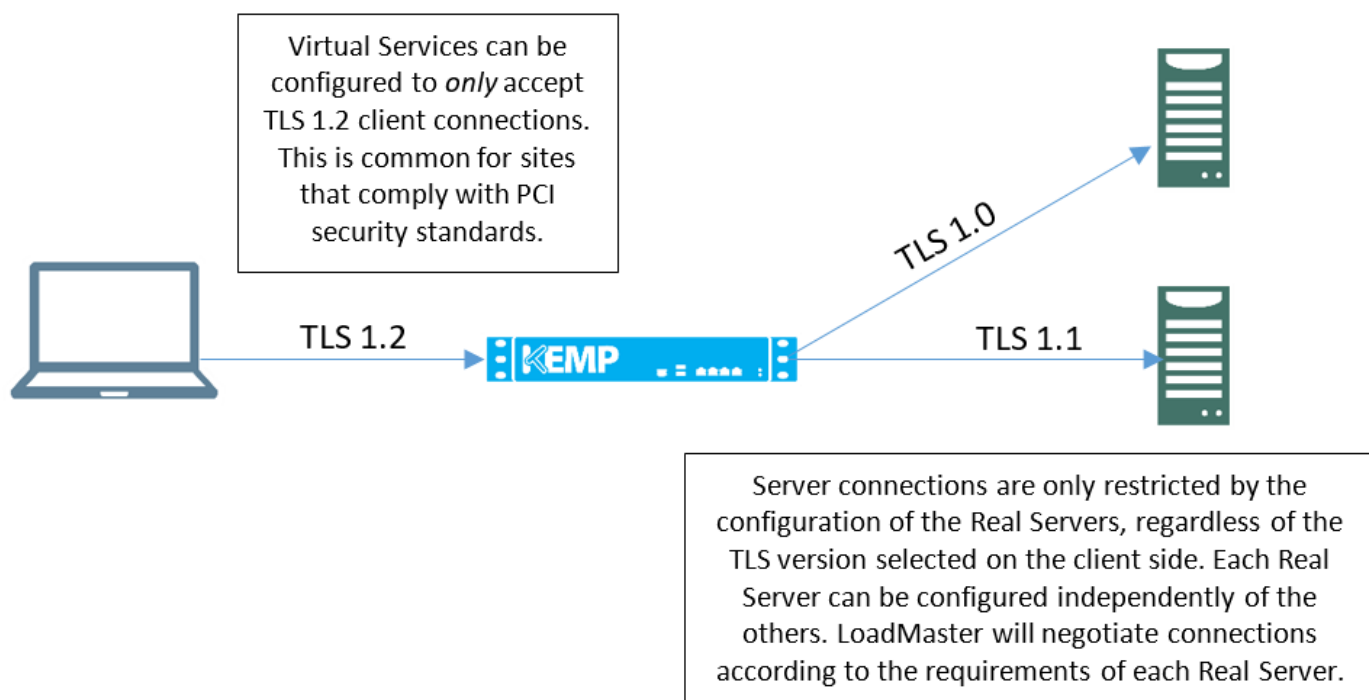 Virtual Services can be
configured to only accept
TLS 1.2 client connections.
This is common for sites
that comply with PCI
security standards.
TLS 1.0
TLS 1.2
KEMP
TLS 1.1
Server connections are only restricted by the
configuration of the Real Servers, regardless of the
TLS version selected on the client side. Each Real
Server can be configured independently of the
others. LoadMaster will negotiate connections
according to the requirements of each Real Server.